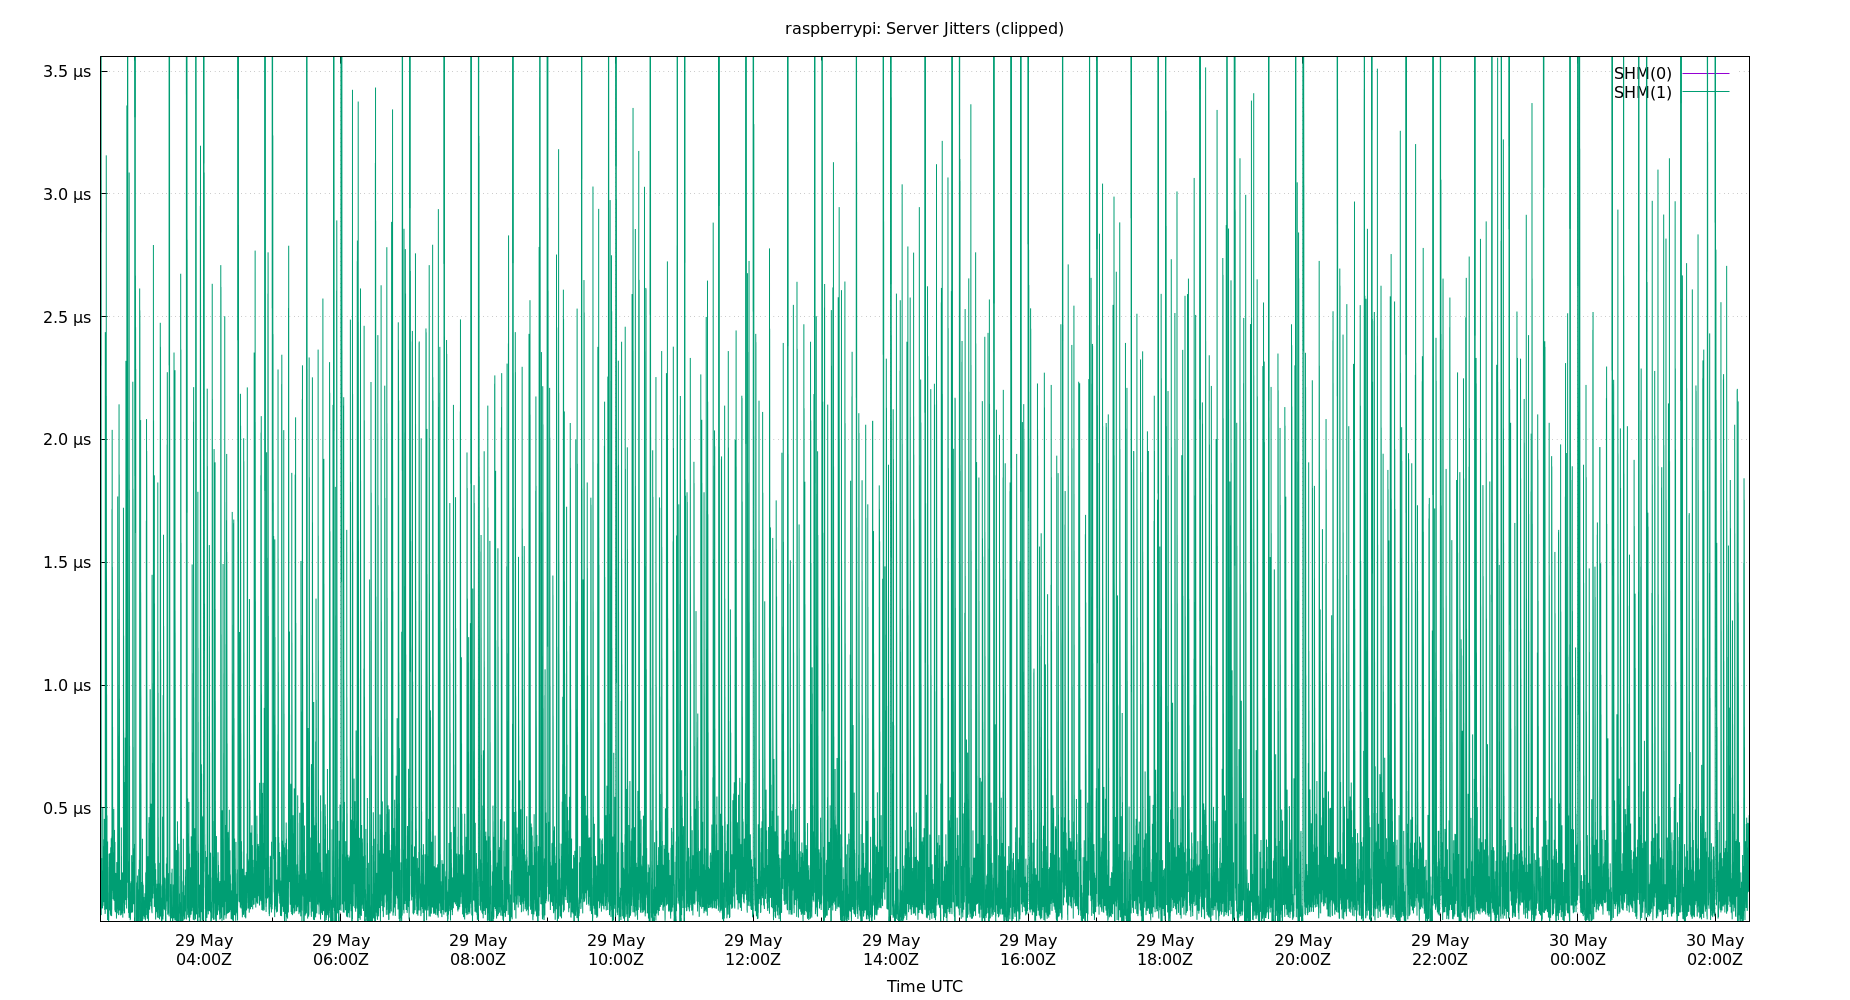 raspberrypi: Server Jitters (clipped)
3.5 µs
3.0 µs
2.5 µs
2.0 µs
1.5 µs
1.0 µs
0.5 µs
SHM(0)
SHM(1)
29 May 29 May 29 May 29 May 29 May 29 May 29 May 29 May 29 May 29 May 30 May 30 May
04:00Z 06:00Z 08:00Z 10:00Z 12:00Z 14:00Z 16:00Z 18:00Z 20:00Z 22:00Z 00:00Z 02:00Z
Time UTC